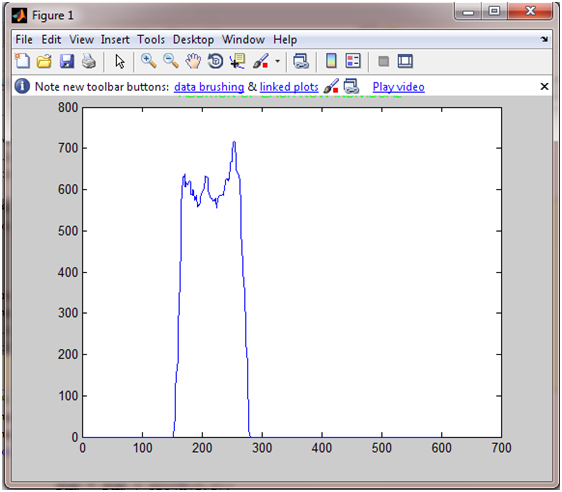 Figure 1
File Edit View Insert Tools Desktop Window Help
Note new toolbar buttons: data brushing & linked plots Play video
800
700
600
500
400
300
200
100
0
0 100 200 300 400 500 600 700